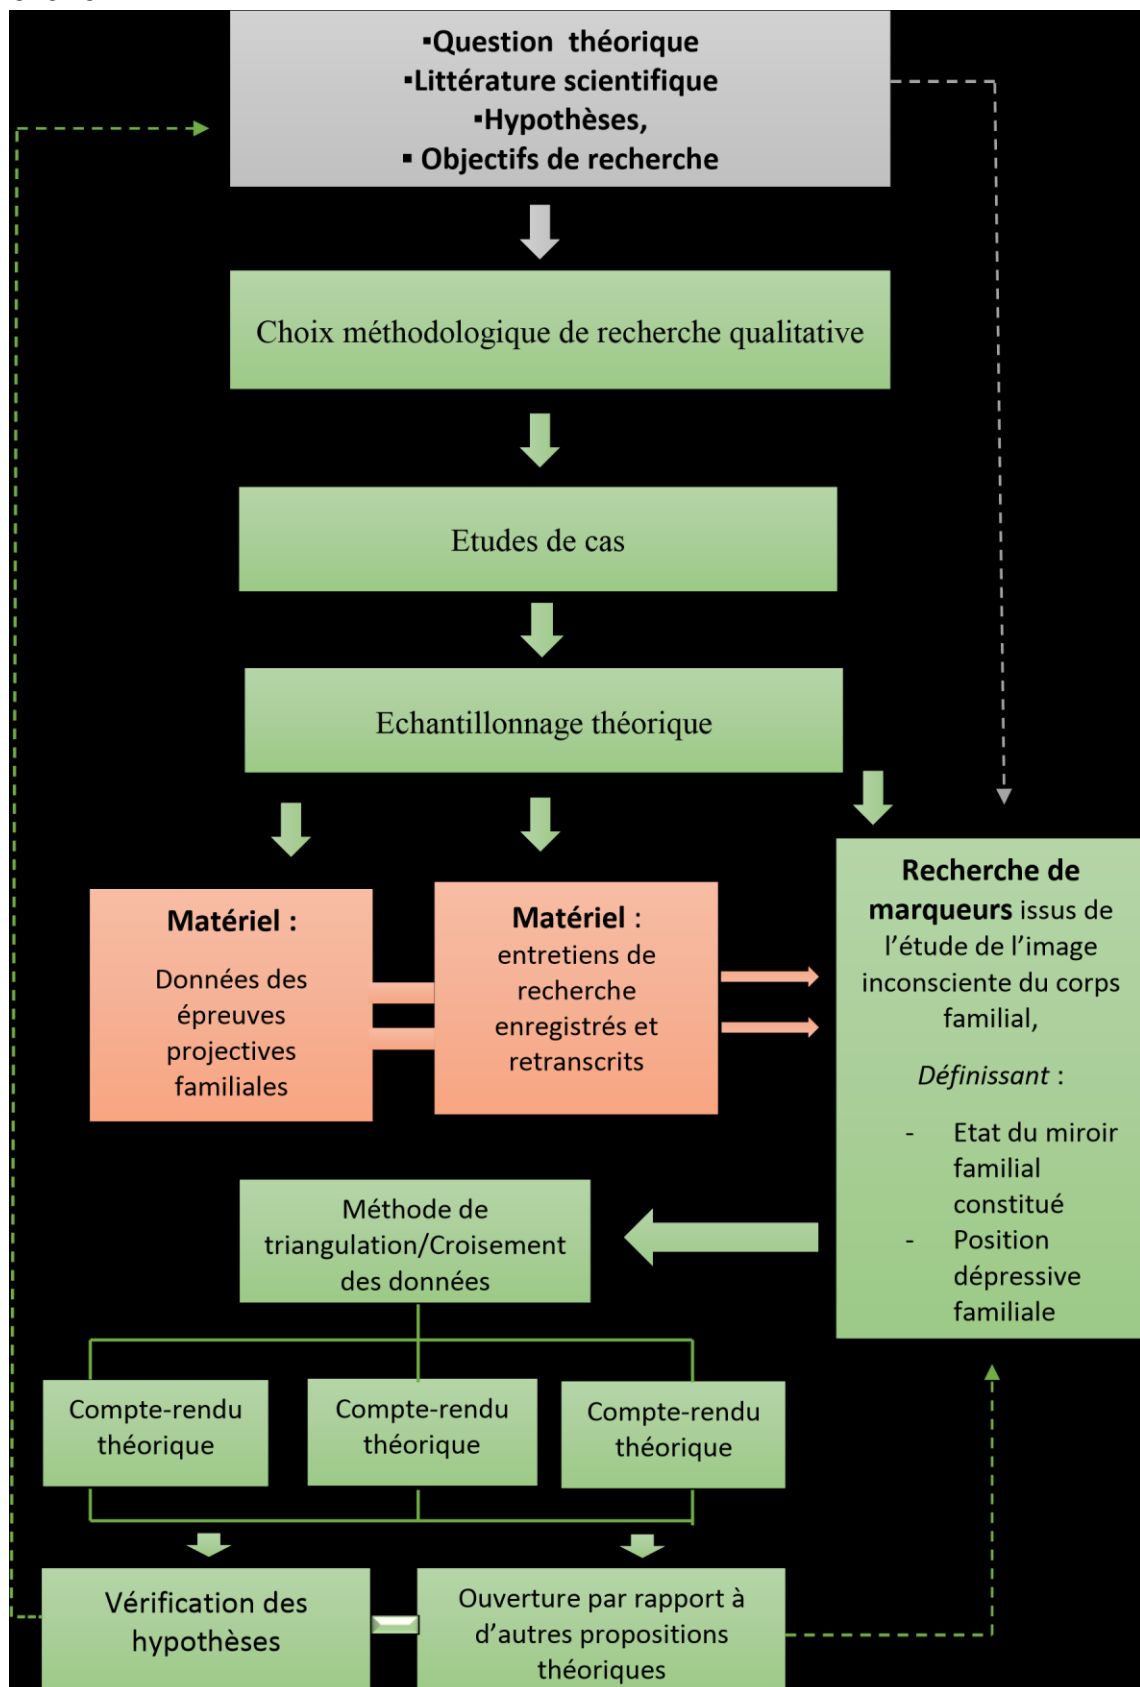 ▪Question théorique
▪Littérature scientifique
▪Hypothèses,
▪ Objectifs de recherche
Choix méthodologique de recherche qualitative
Etudes de cas
Echantillonnage théorique
Matériel :
Données des
épreuves
projectives
familiales
Matériel :
entretiens de
recherche
enregistrés et
retranscrits
Recherche de
marqueurs issus de
l’étude de l’image
inconsciente du corps
familial,
Définissant :
- Etat du miroir
familial
constitué
- Position
dépressive
familiale
Méthode de
triangulation/Croisement
des données
Compte-rendu
théorique
Compte-rendu
théorique
Compte-rendu
théorique
Vérification des
hypothèses
Ouverture par rapport à
d’autres propositions
théoriques